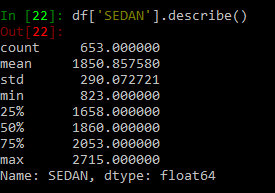 In [22]: df['SEDAN'].describe()
Out[22]:
count     653.000000
mean     1850.857580
std       290.072721
min       823.000000
25%      1658.000000
50%      1860.000000
75%      2053.000000
max      2715.000000
Name: SEDAN, dtype: float64